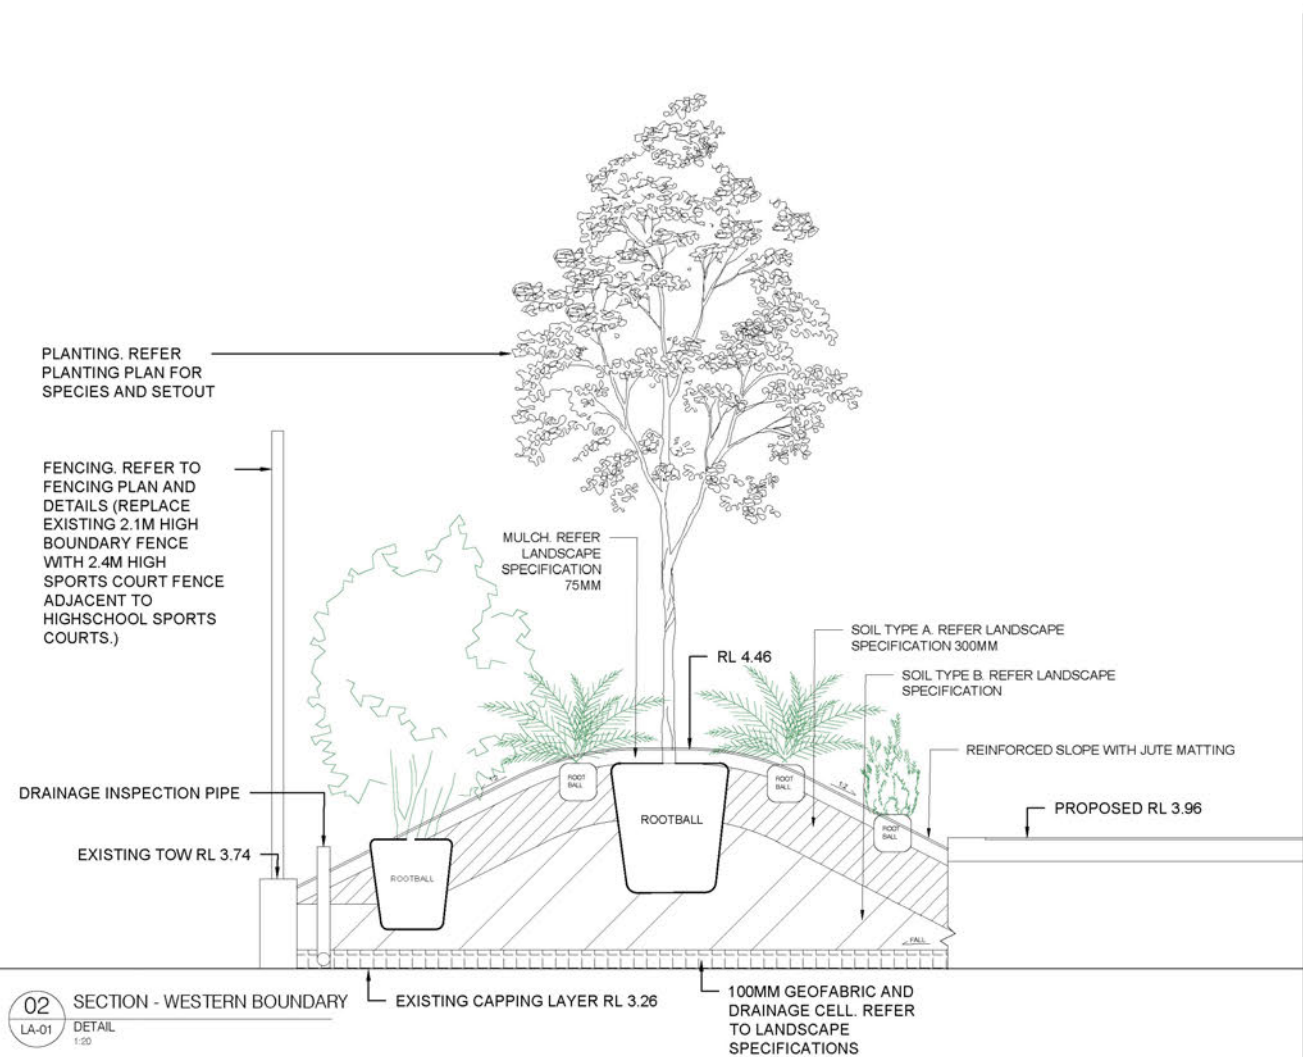 PLANTING. REFER
PLANTING PLAN FOR
SPECIES AND SETOUT
FENCING. REFER TO
FENCING PLAN AND
DETAILS (REPLACE
EXISTING 2.1M HIGH
BOUNDARY FENCE
WITH 2.4M HIGH
SPORTS COURT FENCE
ADJACENT TO
HIGHSCHOOL SPORTS
COURTS.)
MULCH. REFER
LANDSCAPE
SPECIFICATION
75MM
RL 4.46
SOIL TYPE A. REFER LANDSCAPE
SPECIFICATION 300MM
SOIL TYPE B. REFER LANDSCAPE
SPECIFICATION
REINFORCED SLOPE WITH JUTE MATTING
PROPOSED RL 3.96
DRAINAGE INSPECTION PIPE
EXISTING TOW RL 3.74
ROOTBALL
ROOT
BALL
ROOTBALL
ROOT
BALL
ROOT
BALL
FALL
EXISTING CAPPING LAYER RL 3.26
100MM GEOFABRIC AND
DRAINAGE CELL. REFER
TO LANDSCAPE
SPECIFICATIONS
02
LA-01
SECTION - WESTERN BOUNDARY
DETAIL
1:20